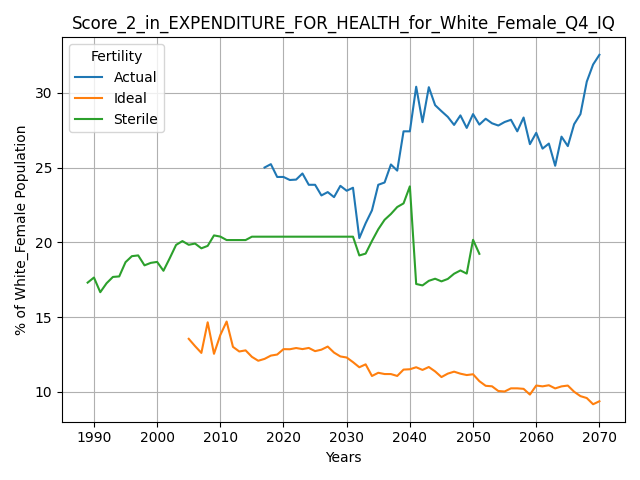 Score_2_in_EXPENDITURE_FOR_HEALTH_for_White_Female_Q4_IQ
Fertility
Actual
Ideal
Sterile
% of White_Female Population
30
25
20
15
10
1990 2000 2010 2020 2030 2040 2050 2060 2070
Years